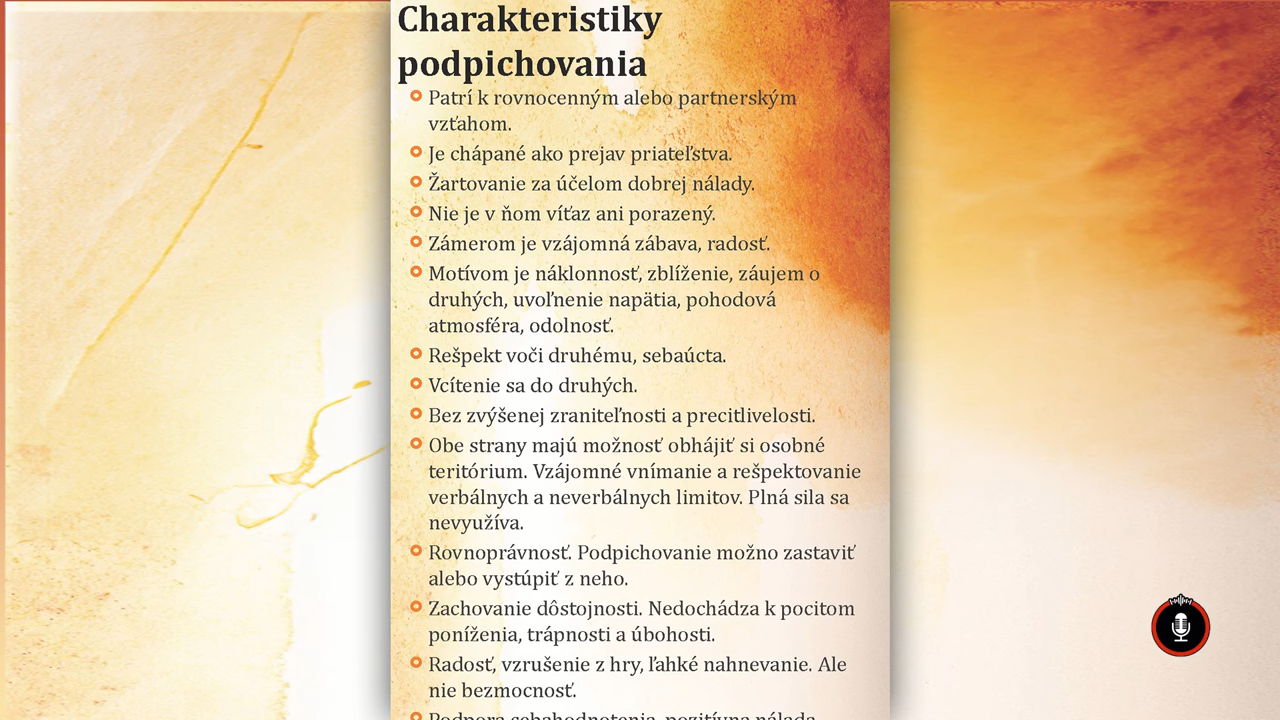 Charakteristiky
podpichovania
Patrí k rovnocenným alebo partnerským
vzťahom.
Je chápané ako prejav priateľstva.
Žartovanie za účelom dobrej nálady.
Nie je v ňom víťaz ani porazený.
Zámerom je vzájomná zábava, radosť.
Motívom je náklonnosť, zblíženie, záujem o
druhých, uvoľnenie napätia, pohodová
atmosféra, odolnosť.
Rešpekt voči druhému, sebaúcta.
Vcítenie sa do druhých.
Bez zvýšenej zraniteľnosti a precitlivelosti.
Obe strany majú možnosť obhájiť si osobné
teritórium. Vzájomné vnímanie a rešpektovanie
verbálnych a neverbálnych limitov. Plná sila sa
nevyužíva.
Rovnoprávnosť. Podpichovanie možno zastaviť
alebo vystúpiť z neho.
Zachovanie dôstojnosti. Nedochádza k pocitom
poníženia, trápnosti a úbohosti.
Radosť, vzrušenie z hry, ľahké nahnevanie. Ale
nie bezmocnosť.
Podpora sebahodnotenia, pozitívna nálada